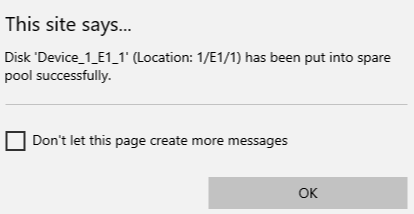 This site says...
Disk 'Device_1_E1_1' (Location: 1/E1/1) has been put into spare
pool successfully.
Don't let this page create more messages
OK